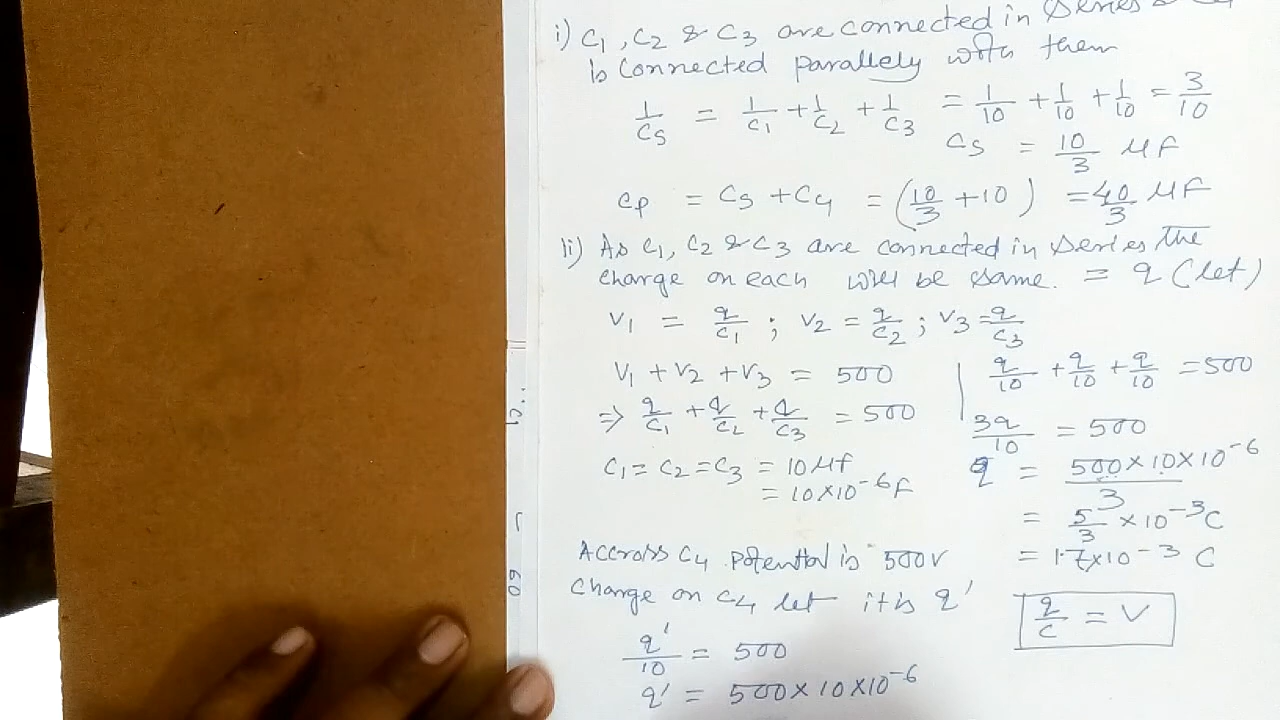 i) C1, C2 & C3 are connected in series &
is connected parallely with them
1/Cs = 1/C1 + 1/C2 + 1/C3 = 1/10 + 1/10 + 1/10 = 3/10
Cs = 10/3 μF
Cp = Cs + C4 = (10/3 + 10) = 40/3 μF
ii) As C1, C2 & C3 are connected in series the
charge on each will be same. = q (let)
V1 = q/C1 ; V2 = q/C2 ; V3 = q/C3
V1 + V2 + V3 = 500
⇒ q/C1 + q/C2 + q/C3 = 500
C1 = C2 = C3 = 10 μf
= 10×10^-6 F
q/10 + q/10 + q/10 = 500
3q/10 = 500
q = 500×10×10^-6/3
= 5/3 × 10^-3 C
= 1.7×10^-3 C
Accross C4 potential is 500V
Charge on C4 let it is q'
q/C = V
q'/10 = 500
q' = 500×10×10^-6